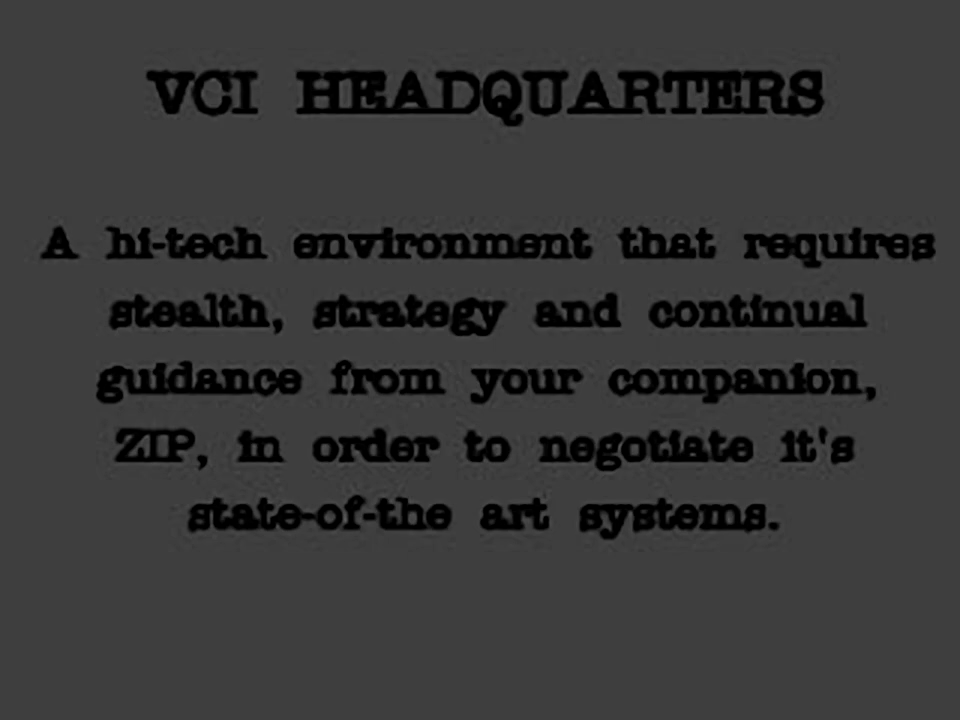 VCI HEADQUARTERS
A hi-tech environment that requires
stealth, strategy and continual
guidance from your companion,
ZIP, in order to negotiate it's
state-of-the art systems.